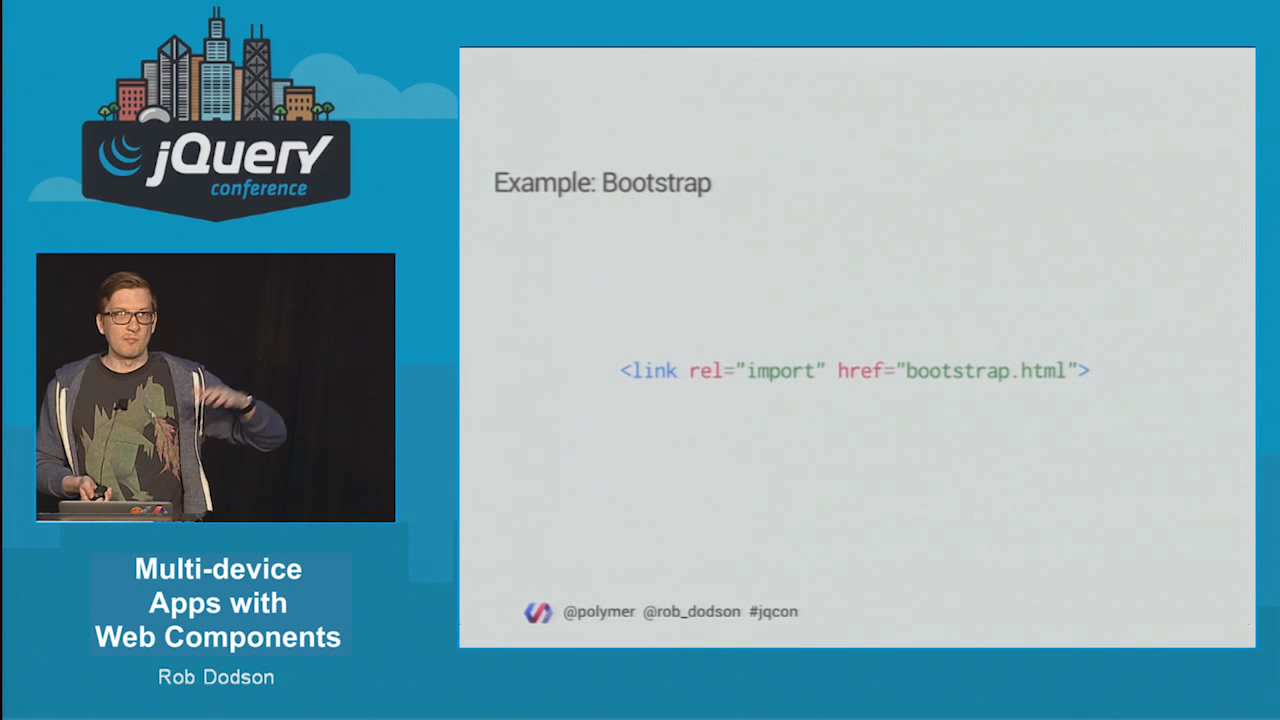 jQuery
conference
Example: Bootstrap
<link rel="import" href="bootstrap.html">
@polymer @rob_dodson #jqcon
Multi-device
Apps with
Web Components
Rob Dodson